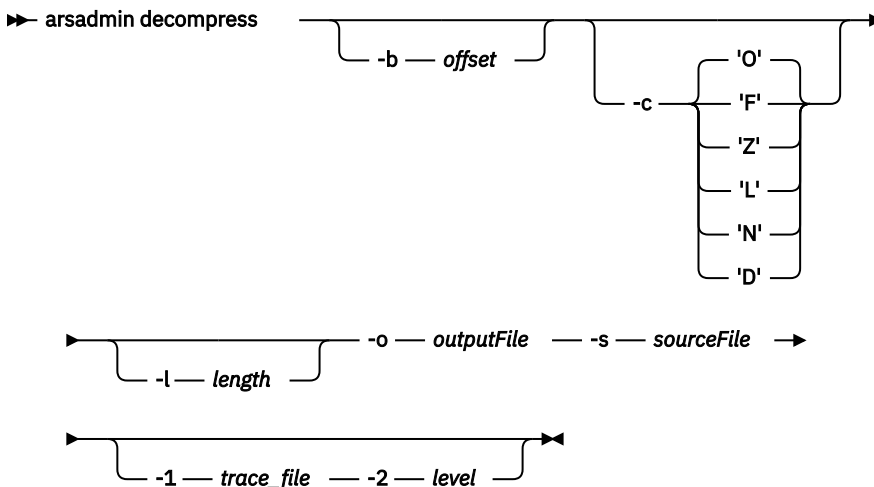 arsadmin decompress
-b offset
-c 'O'
'F'
'Z'
'L'
'N'
'D'
-o outputFile -s sourceFile
-l length
-1 trace_file -2 level